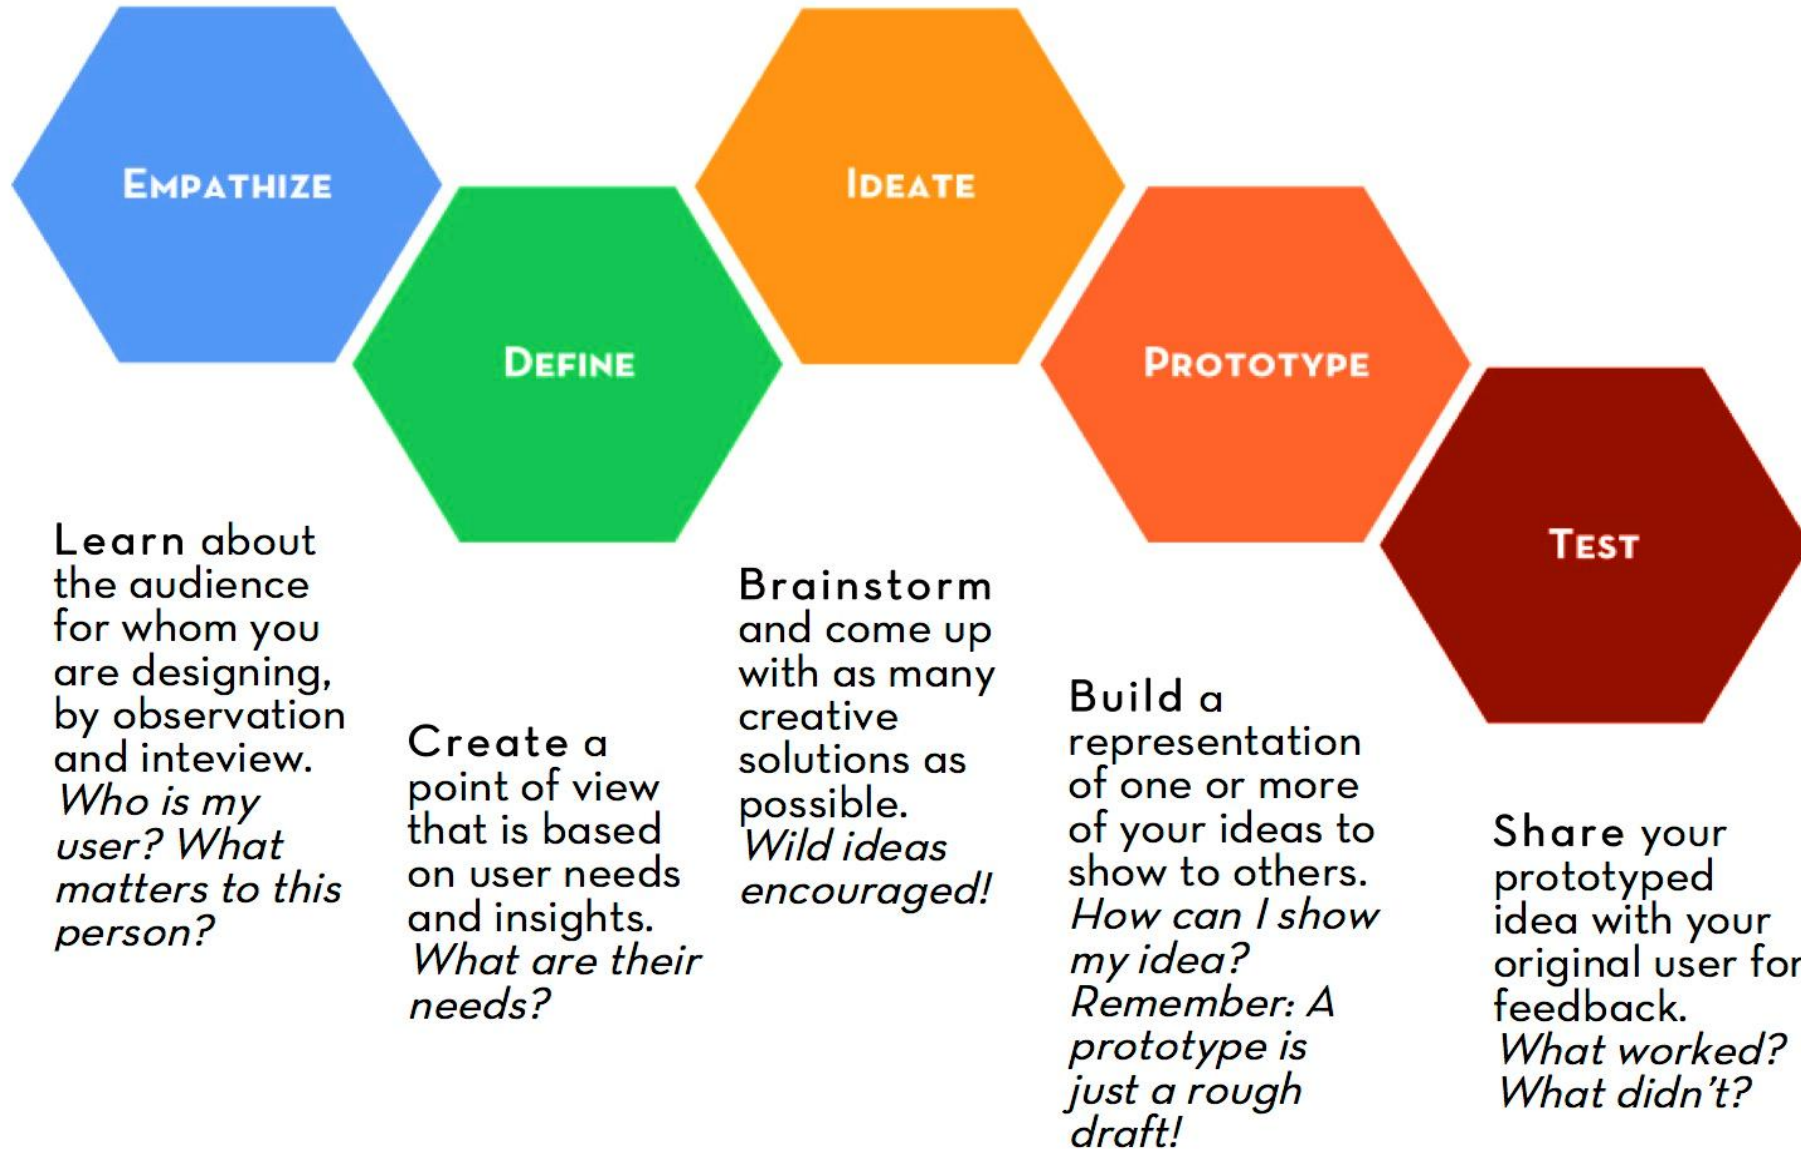 EMPATHIZE
DEFINE
IDEATE
PROTOTYPE
TEST
Learn about
the audience
for whom you
are designing,
by observation
and inteview.
Who is my
user? What
matters to this
person?
Create a
point of view
that is based
on user needs
and insights.
What are their
needs?
Brainstorm
and come up
with as many
creative
solutions as
possible.
Wild ideas
encouraged!
Build a
representation
of one or more
of your ideas to
show to others.
How can I show
my idea?
Remember: A
prototype is
just a rough
draft!
Share your
prototyped
idea with your
original user for
feedback.
What worked?
What didn't?